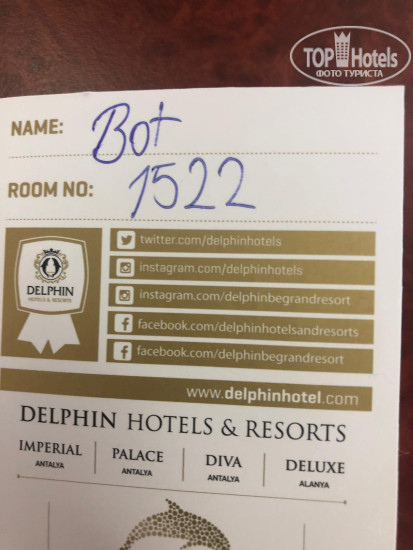 TOP Hotels
ФОТО ТУРИСТА
NAME: Bot
ROOM NO: 1522
DELPHIN
HOTELS & RESORTS
twitter.com/delphinhotels
instagram.com/delphinhotels
instagram.com/delphinbegrandresort
facebook.com/delphinhotelsandresorts
facebook.com/delphinbegrandresort
www.delphinhotel.com
DELPHIN HOTELS & RESORTS
IMPERIAL PALACE DIVA DELUXE
ANTALYA ANTALYA ANTALYA ALANYA